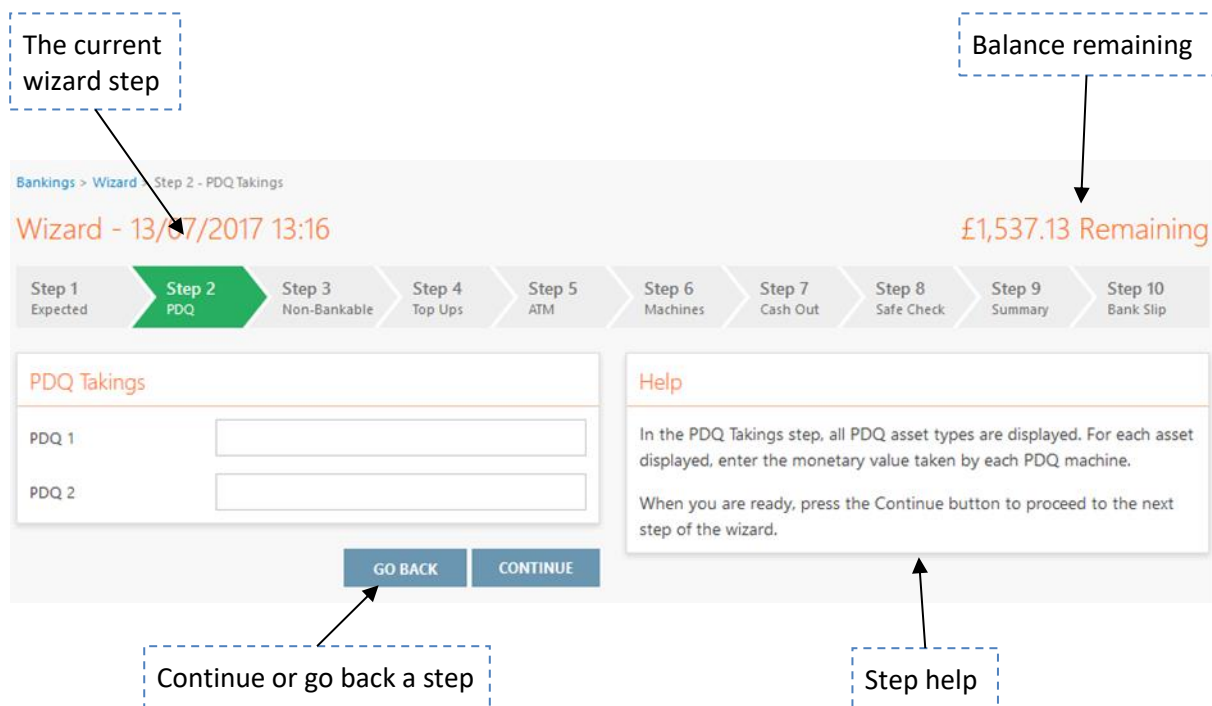 The current
wizard step
Balance remaining
Bankings > Wizard > Step 2 - PDQ Takings
Wizard - 13/07/2017 13:16
£1,537.13 Remaining
Step 1
Expected
Step 2
PDQ
Step 3
Non-Bankable
Step 4
Top Ups
Step 5
ATM
Step 6
Machines
Step 7
Cash Out
Step 8
Safe Check
Step 9
Summary
Step 10
Bank Slip
PDQ Takings
PDQ 1
PDQ 2
GO BACK
CONTINUE
Help
In the PDQ Takings step, all PDQ asset types are displayed. For each asset
displayed, enter the monetary value taken by each PDQ machine.
When you are ready, press the Continue button to proceed to the next
step of the wizard.
Continue or go back a step
Step help